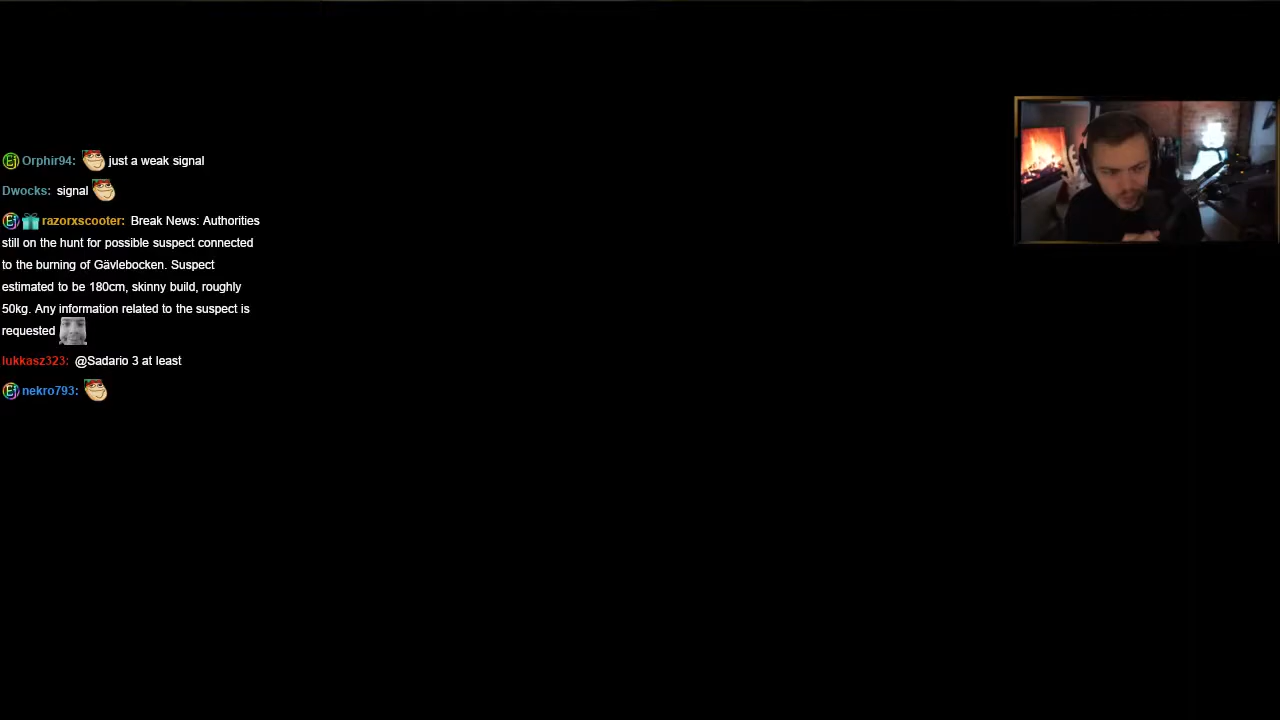 Orphir94: just a weak signal
Dwocks: signal
razorxscooter: Break News: Authorities
still on the hunt for possible suspect connected
to the burning of Gävlebocken. Suspect
estimated to be 180cm, skinny build, roughly
50kg. Any information related to the suspect is
requested
lukkasz323: @Sadario 3 at least
nekro793: